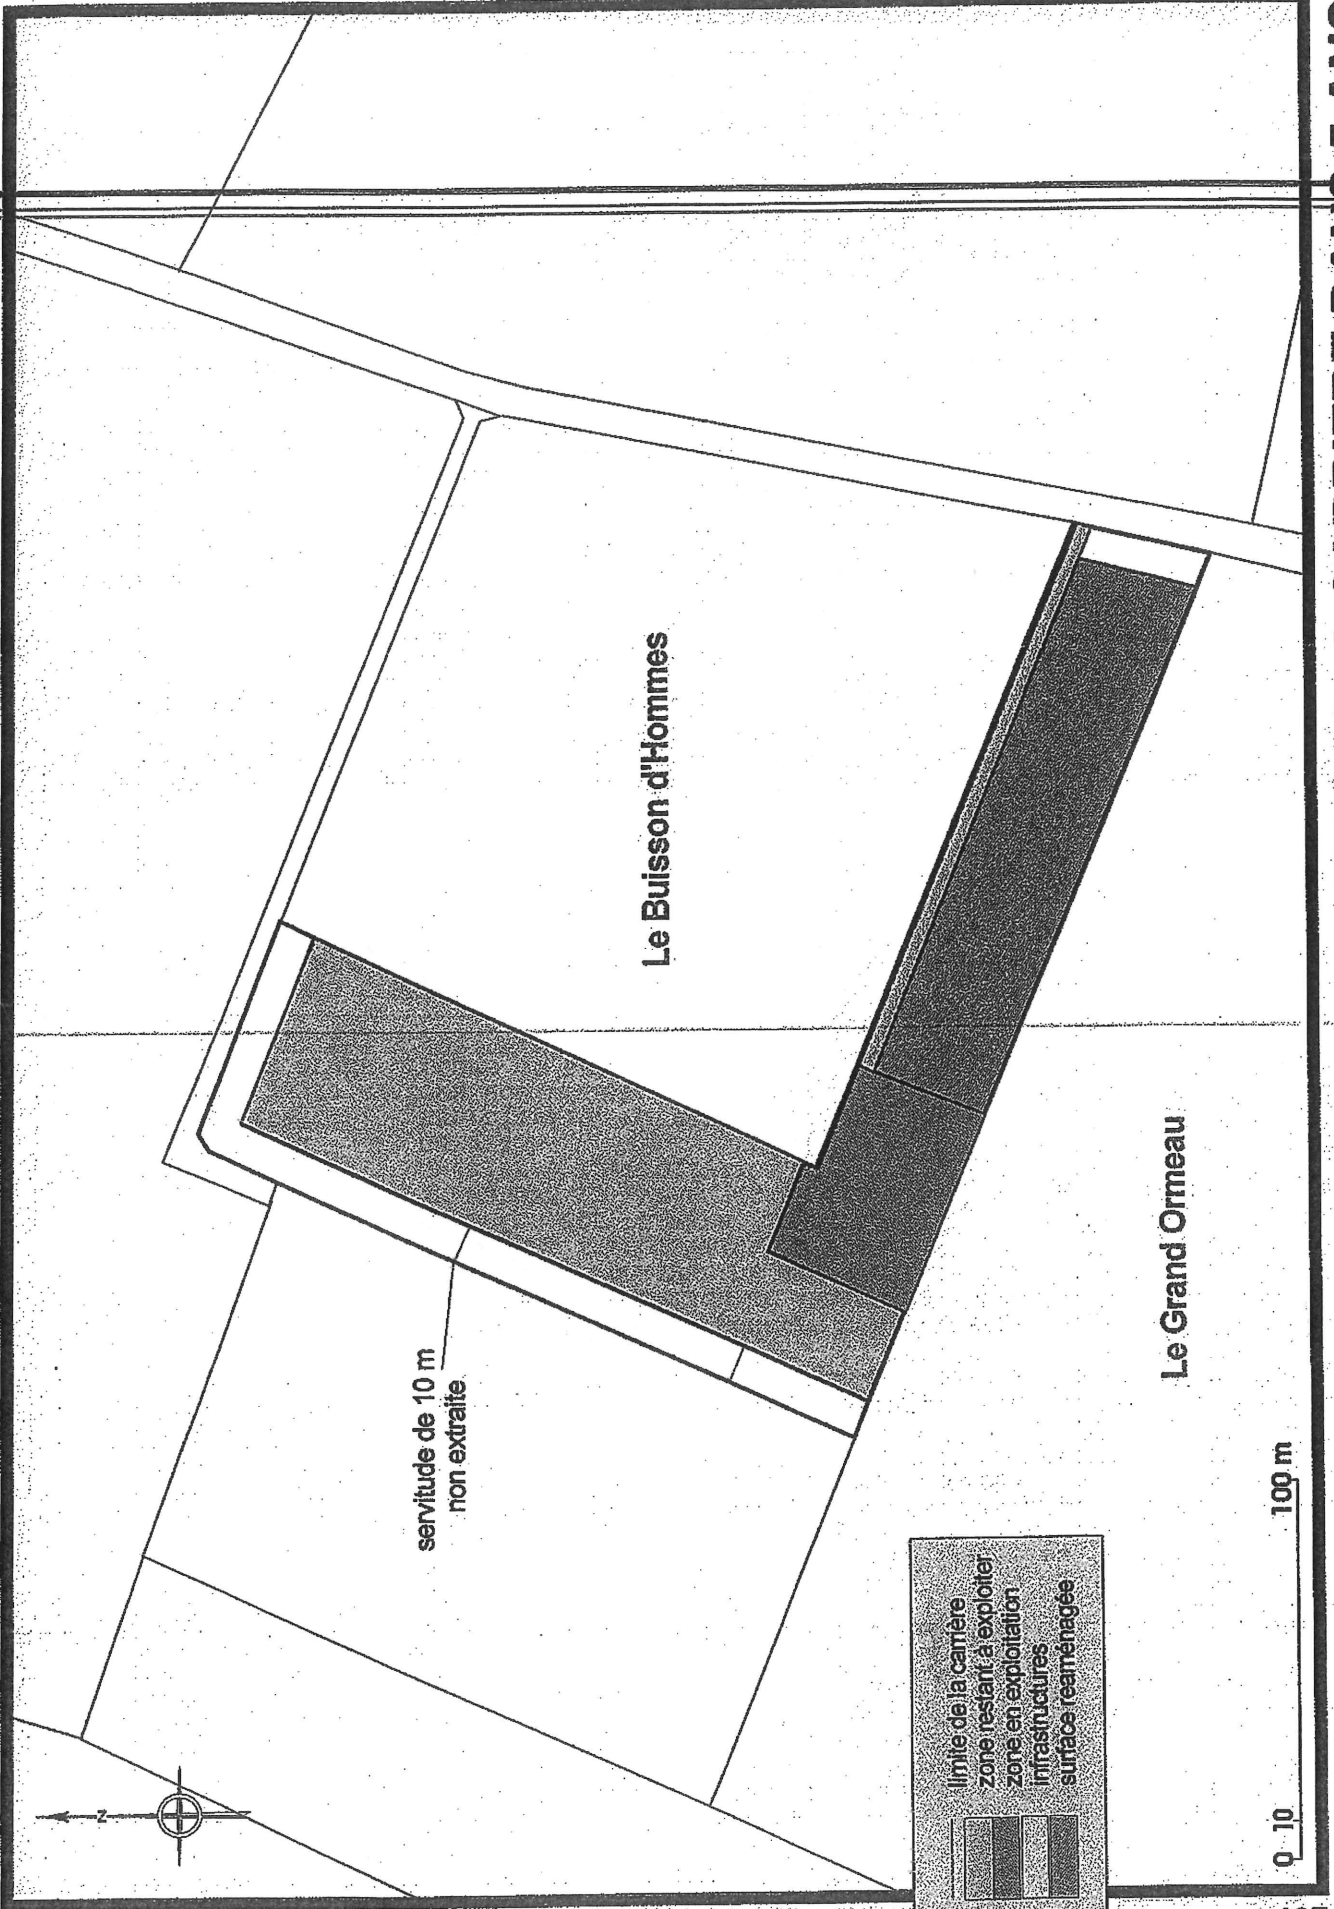 servitude de 10 m
non extraite
Le Buisson d'Hommes
Le Grand Ormeau
limite de la carrière
zone restant à exploiter
zone en exploitation
infrastructures
surface réaménagée
0 10 100 m
N